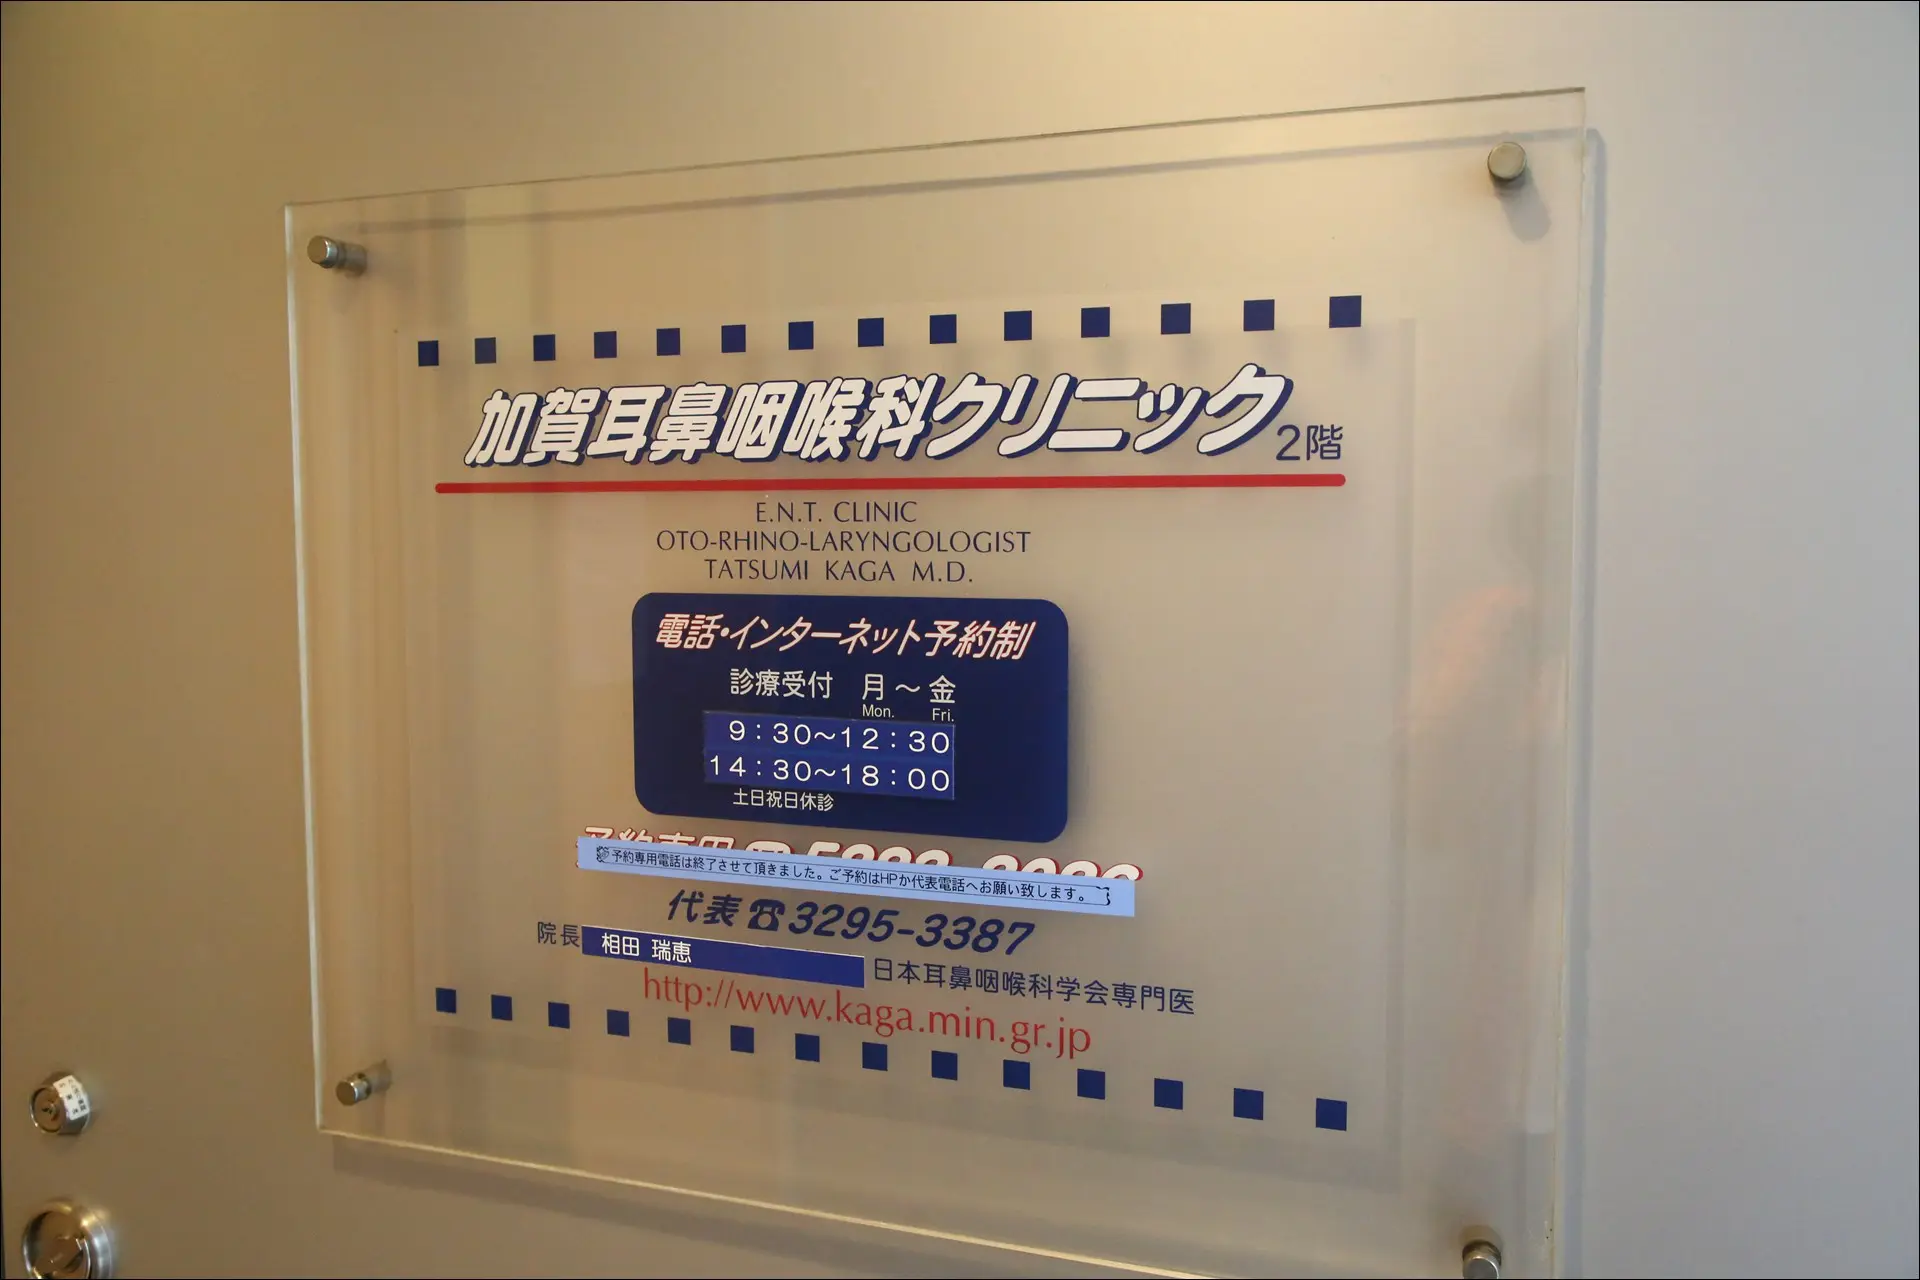 加賀耳鼻咽喉科クリニック2階
E.N.T. CLINIC
OTO-RHINO-LARYNGOLOGIST
TATSUMI KAGA M.D.
電話・インターネット予約制
診療受付 月～金
Mon. Fri.
9：30～12：30
14：30～18：00
土日祝日休診
予約専用電話は終了させて頂きました。ご予約はHPか代表電話へお願い致します。
代表☎3295-3387
院長 相田 瑞恵 日本耳鼻咽喉科学会専門医
http://www.kaga.min.gr.jp